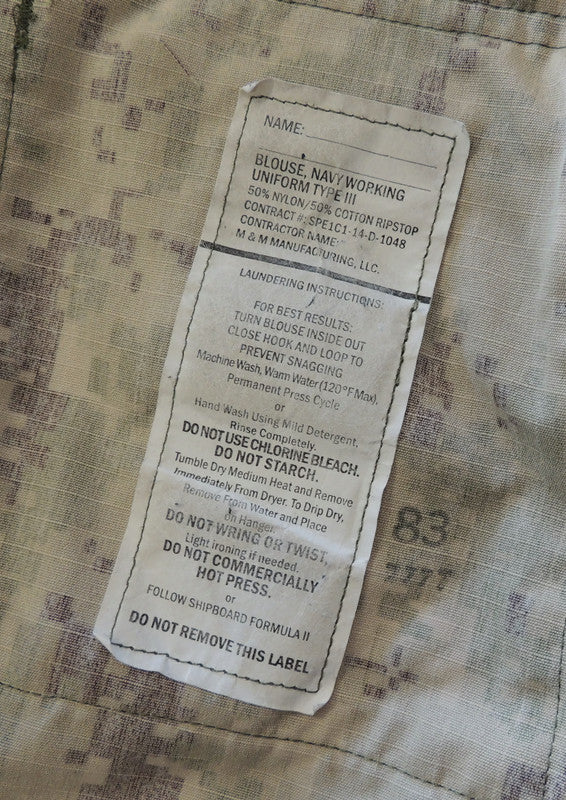 NAME:
BLOUSE, NAVY WORKING
UNIFORM TYPE III
50% NYLON/50% COTTON RIPSTOP
CONTRACT #: SPE1C1-14-D-1048
CONTRACTOR NAME:
M & M MANUFACTURING, LLC.
LAUNDERING INSTRUCTIONS:
FOR BEST RESULTS:
TURN BLOUSE INSIDE OUT
CLOSE HOOK AND LOOP TO
PREVENT SNAGGING
Machine Wash, Warm Water (120°F Max),
Permanent Press Cycle
or
Hand Wash Using Mild Detergent,
Rinse Completely.
DO NOT USE CHLORINE BLEACH.
DO NOT STARCH.
Tumble Dry Medium Heat and Remove
Immediately From Dryer. To Drip Dry,
Remove From Water and Place
on Hanger.
DO NOT WRING OR TWIST,
Light ironing if needed.
DO NOT COMMERCIALLY
HOT PRESS.
or
FOLLOW SHIPBOARD FORMULA II
DO NOT REMOVE THIS LABEL
83